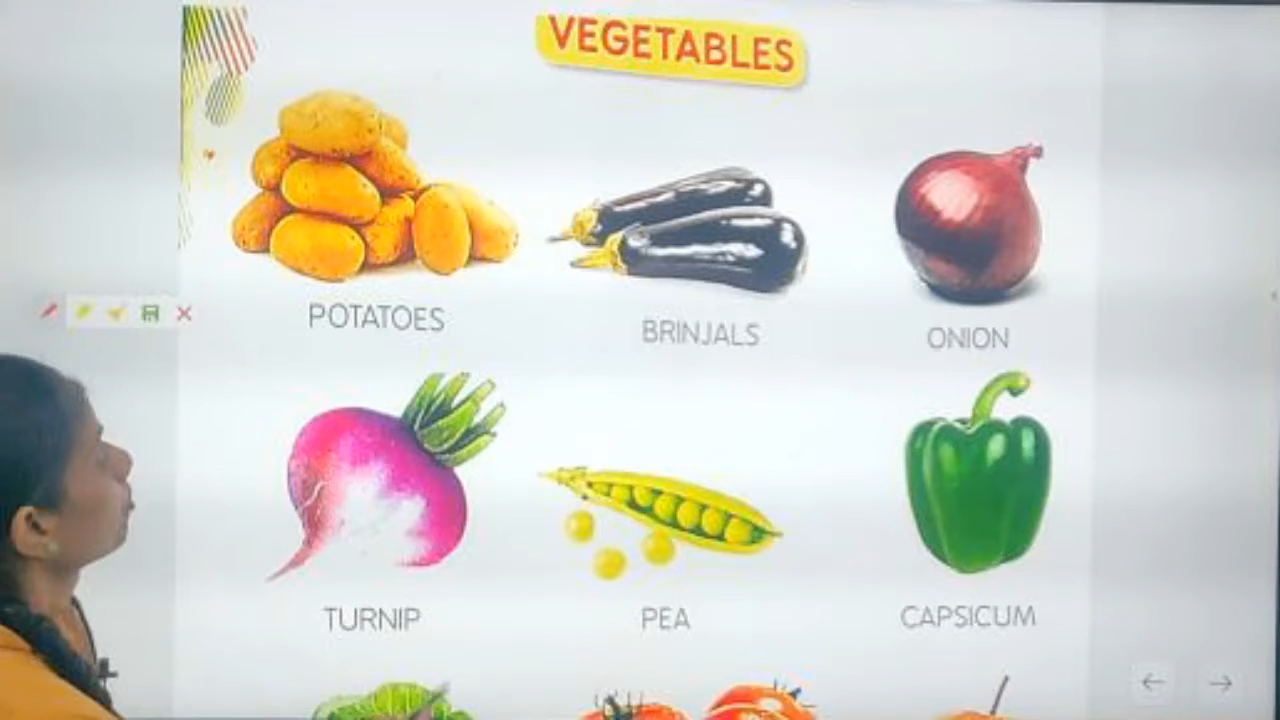 VEGETABLES
POTATOES
BRINJALS
ONION
TURNIP
PEA
CAPSICUM